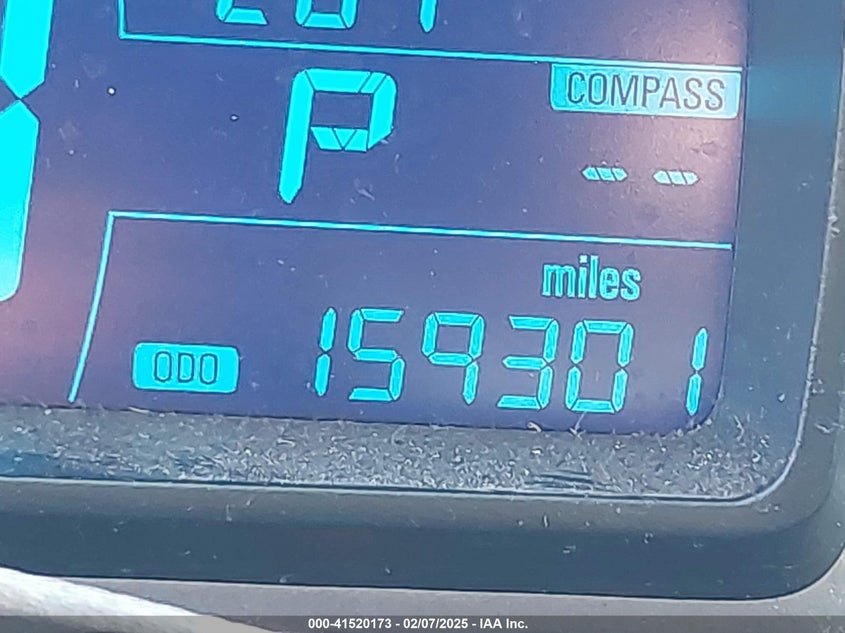 P
COMPASS
-- --
miles
ODO 159301
000-41520173 - 02/07/2025 - IAA Inc.